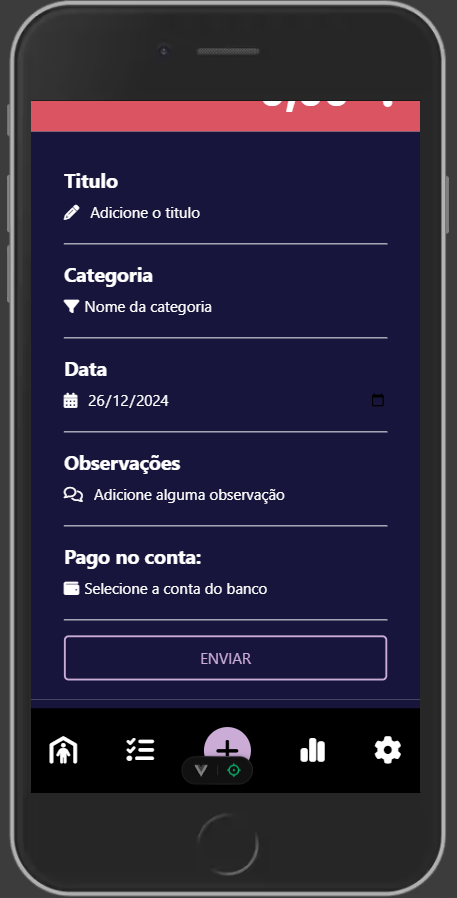 Titulo
Adicione o titulo
Categoria
Nome da categoria
Data
26/12/2024
Observações
Adicione alguma observação
Pago no conta:
Selecione a conta do banco
ENVIAR